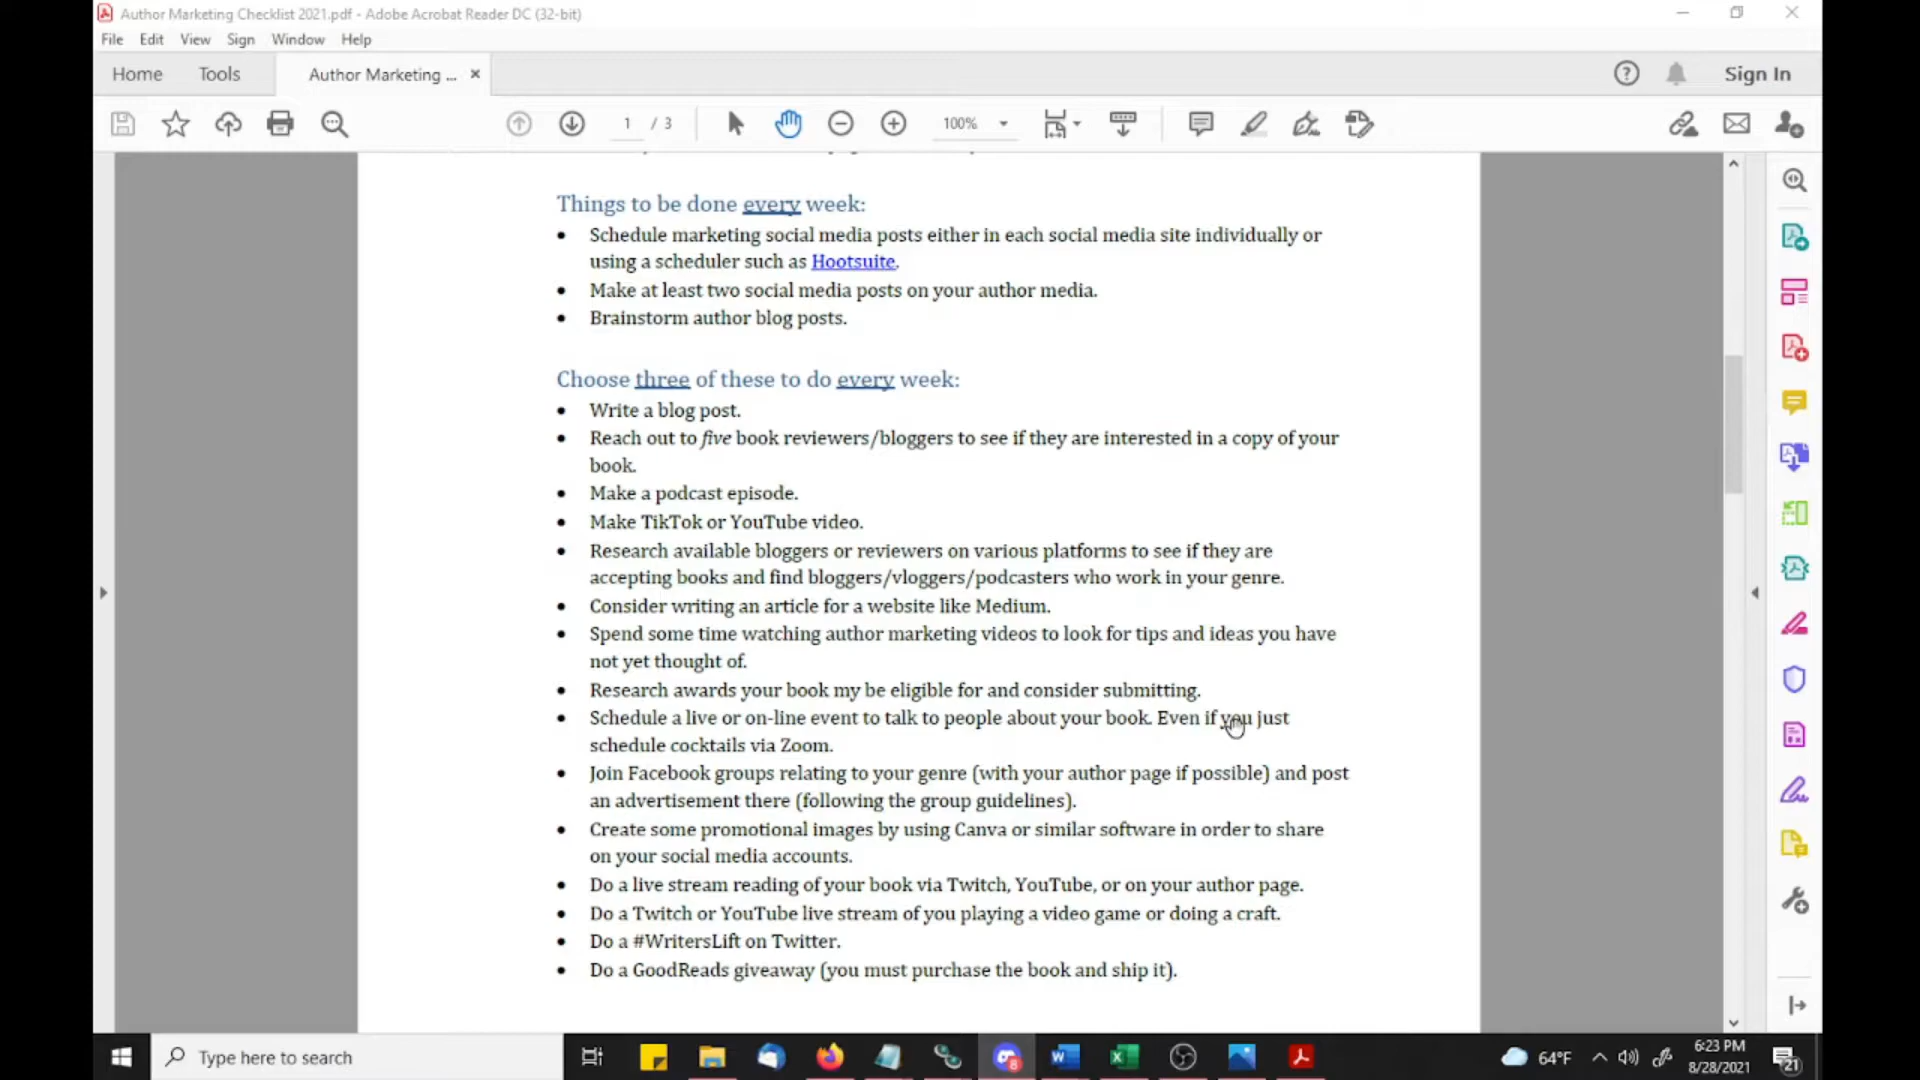 Author Marketing Checklist 2021.pdf - Adobe Acrobat Reader DC (32-bit)
File Edit View Sign Window Help
Home Tools Author Marketing ... × Sign In
1 / 3 100%
Things to be done every week:
• Schedule marketing social media posts either in each social media site individually or
using a scheduler such as Hootsuite.
• Make at least two social media posts on your author media.
• Brainstorm author blog posts.
Choose three of these to do every week:
• Write a blog post.
• Reach out to five book reviewers/bloggers to see if they are interested in a copy of your
book.
• Make a podcast episode.
• Make TikTok or YouTube video.
• Research available bloggers or reviewers on various platforms to see if they are
accepting books and find bloggers/vloggers/podcasters who work in your genre.
• Consider writing an article for a website like Medium.
• Spend some time watching author marketing videos to look for tips and ideas you have
not yet thought of.
• Research awards your book my be eligible for and consider submitting.
• Schedule a live or on-line event to talk to people about your book. Even if you just
schedule cocktails via Zoom.
• Join Facebook groups relating to your genre (with your author page if possible) and post
an advertisement there (following the group guidelines).
• Create some promotional images by using Canva or similar software in order to share
on your social media accounts.
• Do a live stream reading of your book via Twitch, YouTube, or on your author page.
• Do a Twitch or YouTube live stream of you playing a video game or doing a craft.
• Do a #WritersLift on Twitter.
• Do a GoodReads giveaway (you must purchase the book and ship it).
Type here to search
64°F
6:23 PM
8/28/2021
21